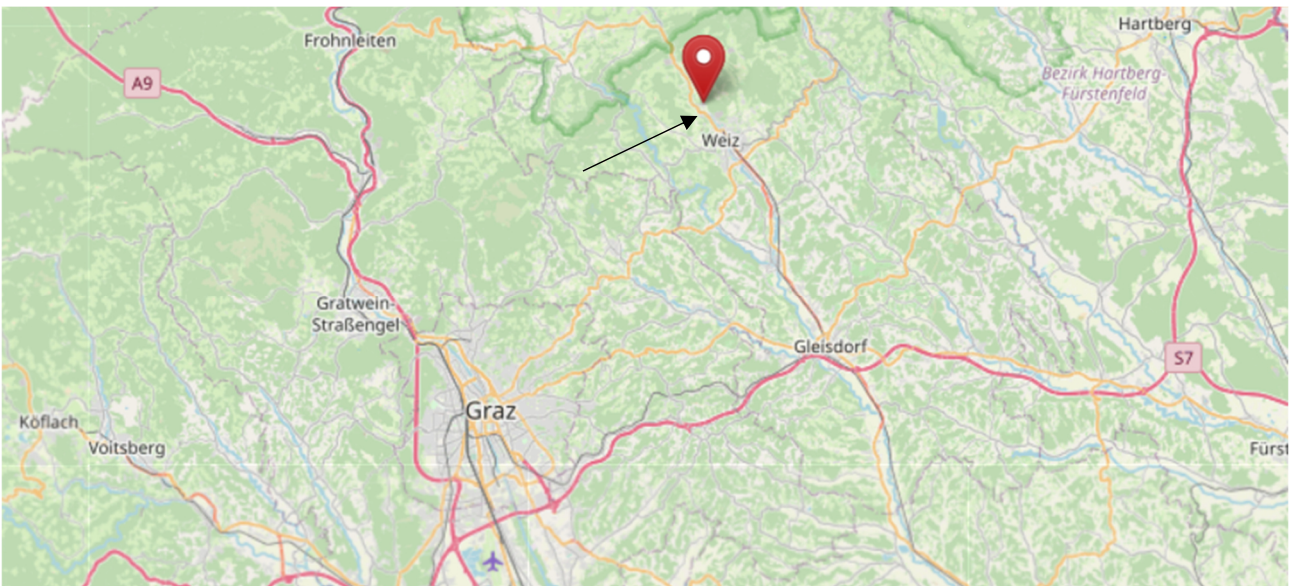 Frohnleiten
Hartberg
A9
Bezirk Hartberg-
Fürstenfeld
Weiz
Gratwein-
Straßengel
Gleisdorf
S7
Graz
Köflach
Voitsberg
Fürst